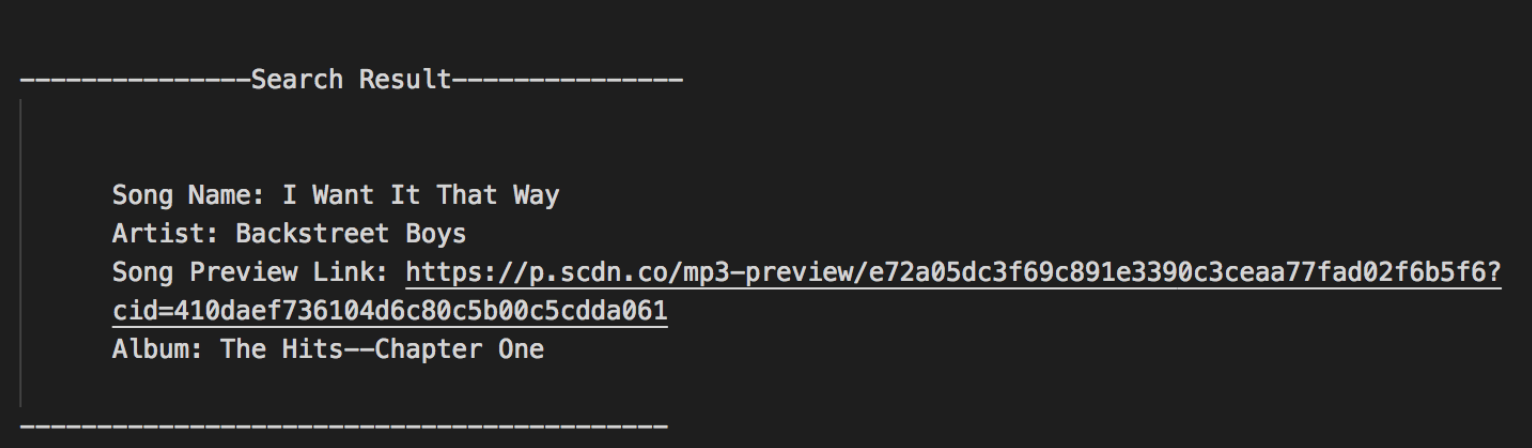 ---------------Search Result---------------
Song Name: I Want It That Way
Artist: Backstreet Boys
Song Preview Link: https://p.scdn.co/mp3-preview/e72a05dc3f69c891e3390c3ceaa77fad02f6b5f6?
cid=410daef736104d6c80c5b00c5cdda061
Album: The Hits--Chapter One
------------------------------------------